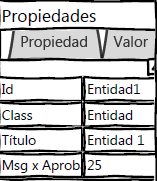 Propiedades
Propiedad Valor
Id Entidad1
Class Entidad
Título Entidad 1
Msg x Aprob 25